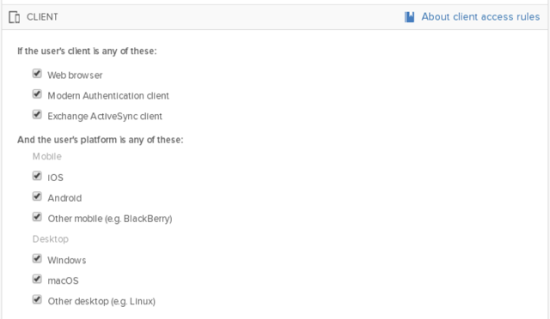 CLIENT
About client access rules
If the user's client is any of these:
Web browser
Modern Authentication client
Exchange ActiveSync client
And the user's platform is any of these:
Mobile
iOS
Android
Other mobile (e.g. BlackBerry)
Desktop
Windows
macOS
Other desktop (e.g. Linux)